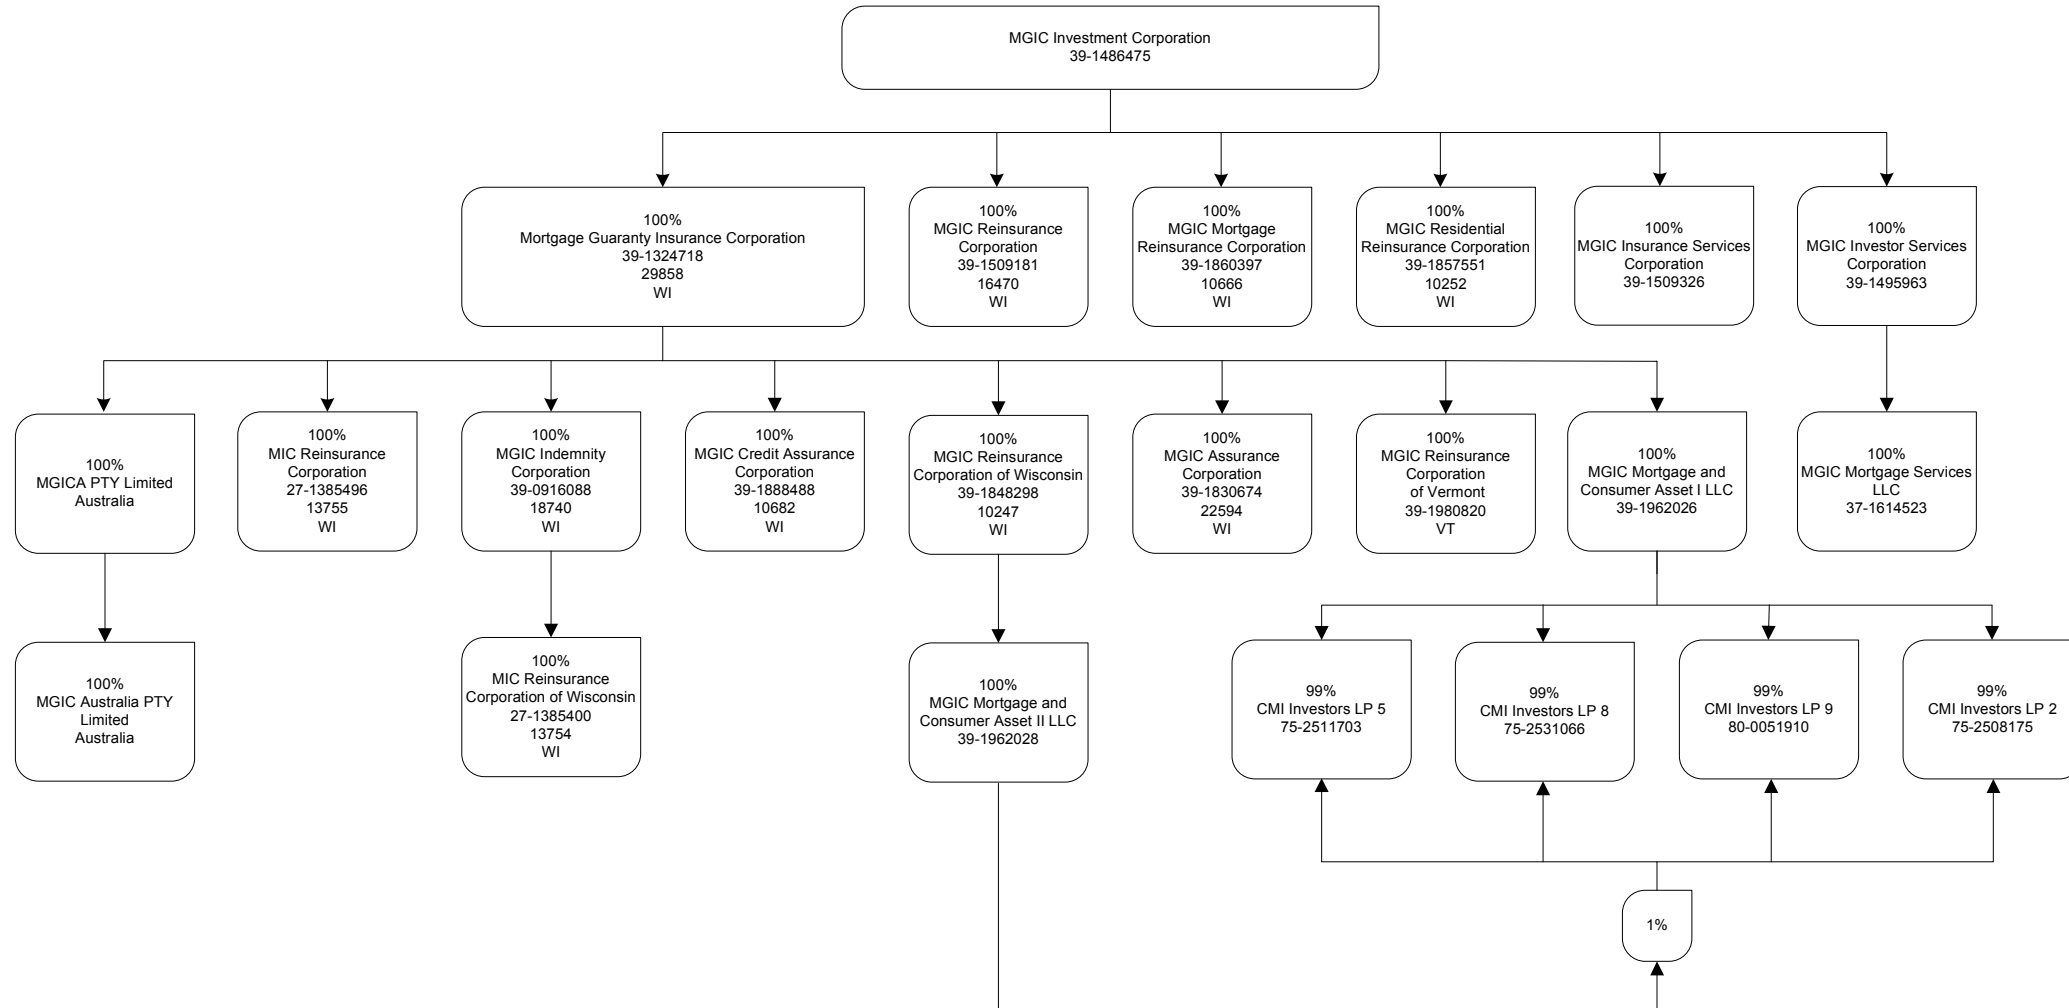 MGIC Investment Corporation
39-1486475
100%
Mortgage Guaranty Insurance Corporation
39-1324718
29858
WI
100%
MGIC Reinsurance
Corporation
39-1509181
16470
WI
100%
MGIC Mortgage
Reinsurance Corporation
39-1860397
10666
WI
100%
MGIC Residential
Reinsurance Corporation
39-1857551
10252
WI
100%
MGIC Insurance Services
Corporation
39-1509326
100%
MGIC Investor Services
Corporation
39-1495963
100%
MGICA PTY Limited
Australia
100%
MIC Reinsurance
Corporation
27-1385496
13755
WI
100%
MGIC Indemnity
Corporation
39-0916088
18740
WI
100%
MGIC Credit Assurance
Corporation
39-1888488
10682
WI
100%
MGIC Reinsurance
Corporation of Wisconsin
39-1848298
10247
WI
100%
MGIC Assurance
Corporation
39-1830674
22594
WI
100%
MGIC Reinsurance
Corporation
of Vermont
39-1980820
VT
100%
MGIC Mortgage and
Consumer Asset I LLC
39-1962026
100%
MGIC Mortgage Services
LLC
37-1614523
100%
MGIC Australia PTY
Limited
Australia
100%
MIC Reinsurance
Corporation of Wisconsin
27-1385400
13754
WI
100%
MGIC Mortgage and
Consumer Asset II LLC
39-1962028
99%
CMI Investors LP 5
75-2511703
99%
CMI Investors LP 8
75-2531066
99%
CMI Investors LP 9
80-0051910
99%
CMI Investors LP 2
75-2508175
1%